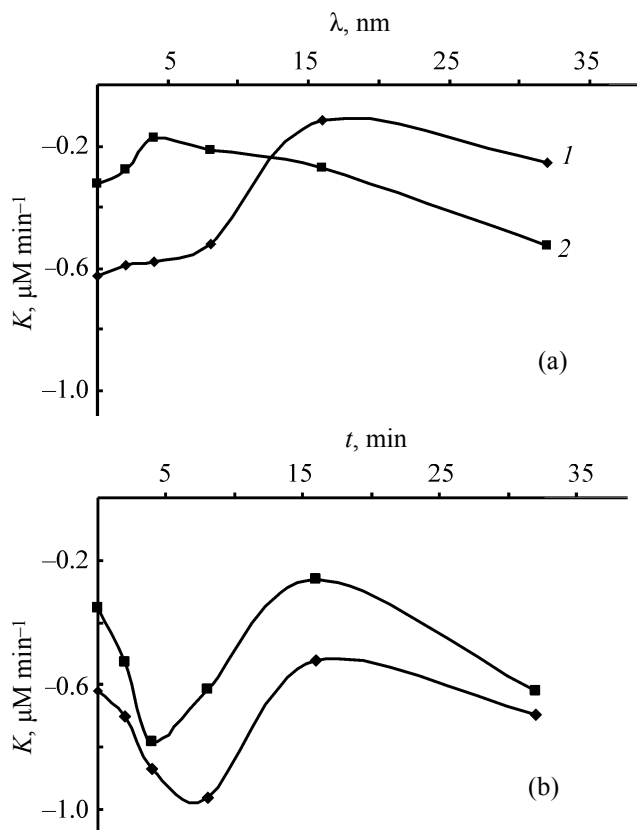 λ, nm
5 15 25 35
–0.2
–0.6
–1.0
K, μM min⁻¹
1
2
(a)
t, min
5 15 25 35
–0.2
–0.6
–1.0
K, μM min⁻¹
(b)